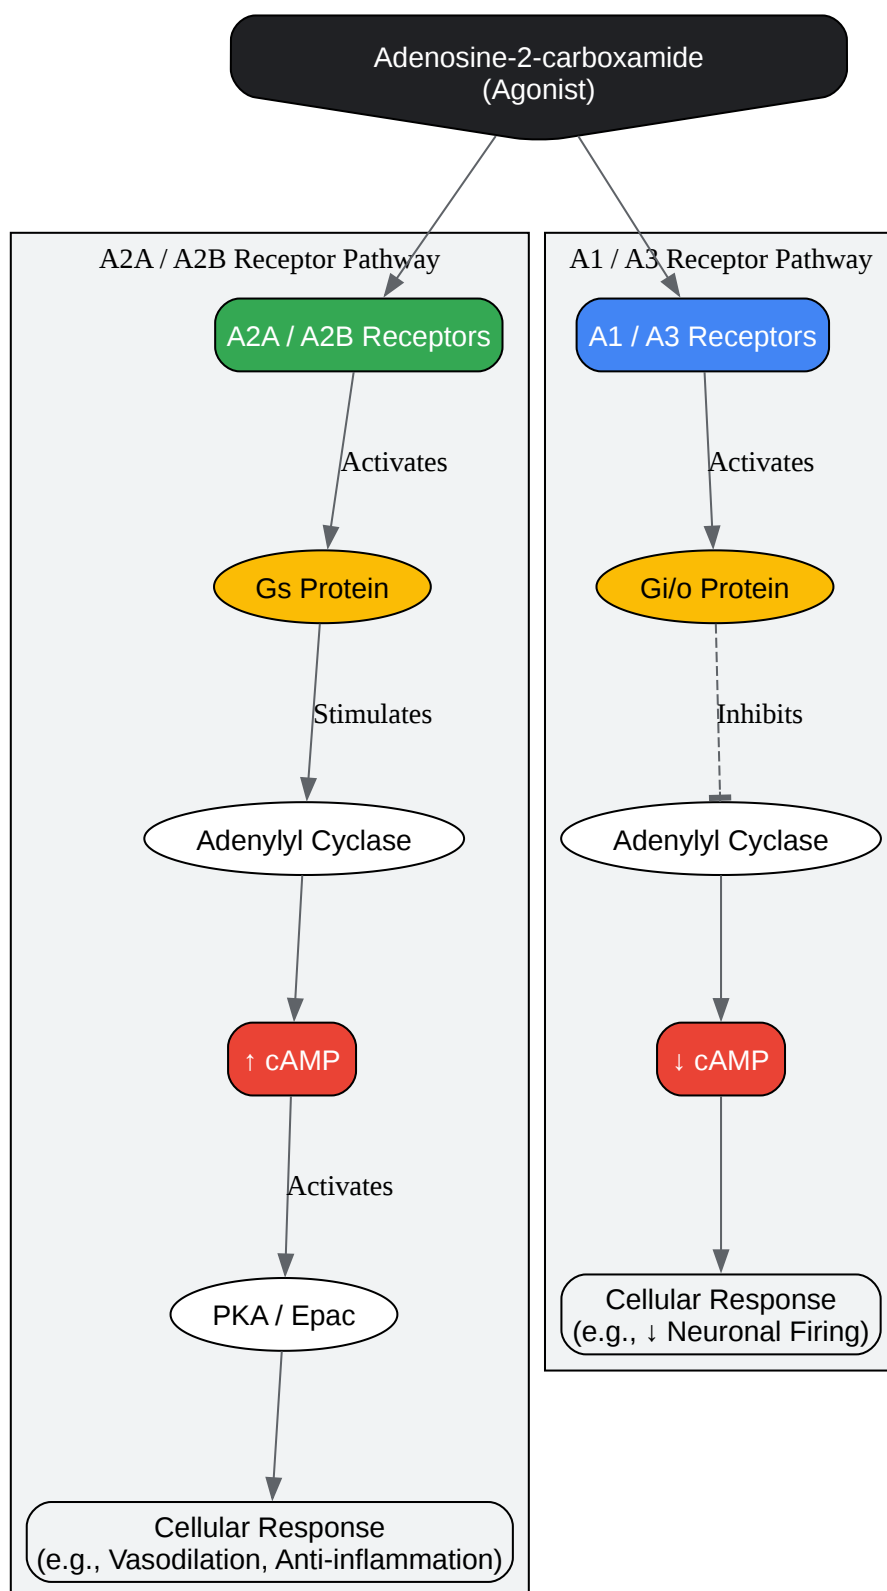 Adenosine-2-carboxamide
(Agonist)
A2A / A2B Receptor Pathway
A2A / A2B Receptors
Activates
Gs Protein
Stimulates
Adenylyl Cyclase
↑ cAMP
Activates
PKA / Epac
Cellular Response
(e.g., Vasodilation, Anti-inflammation)
A1 / A3 Receptor Pathway
A1 / A3 Receptors
Activates
Gi/o Protein
Inhibits
Adenylyl Cyclase
↓ cAMP
Cellular Response
(e.g., ↓ Neuronal Firing)